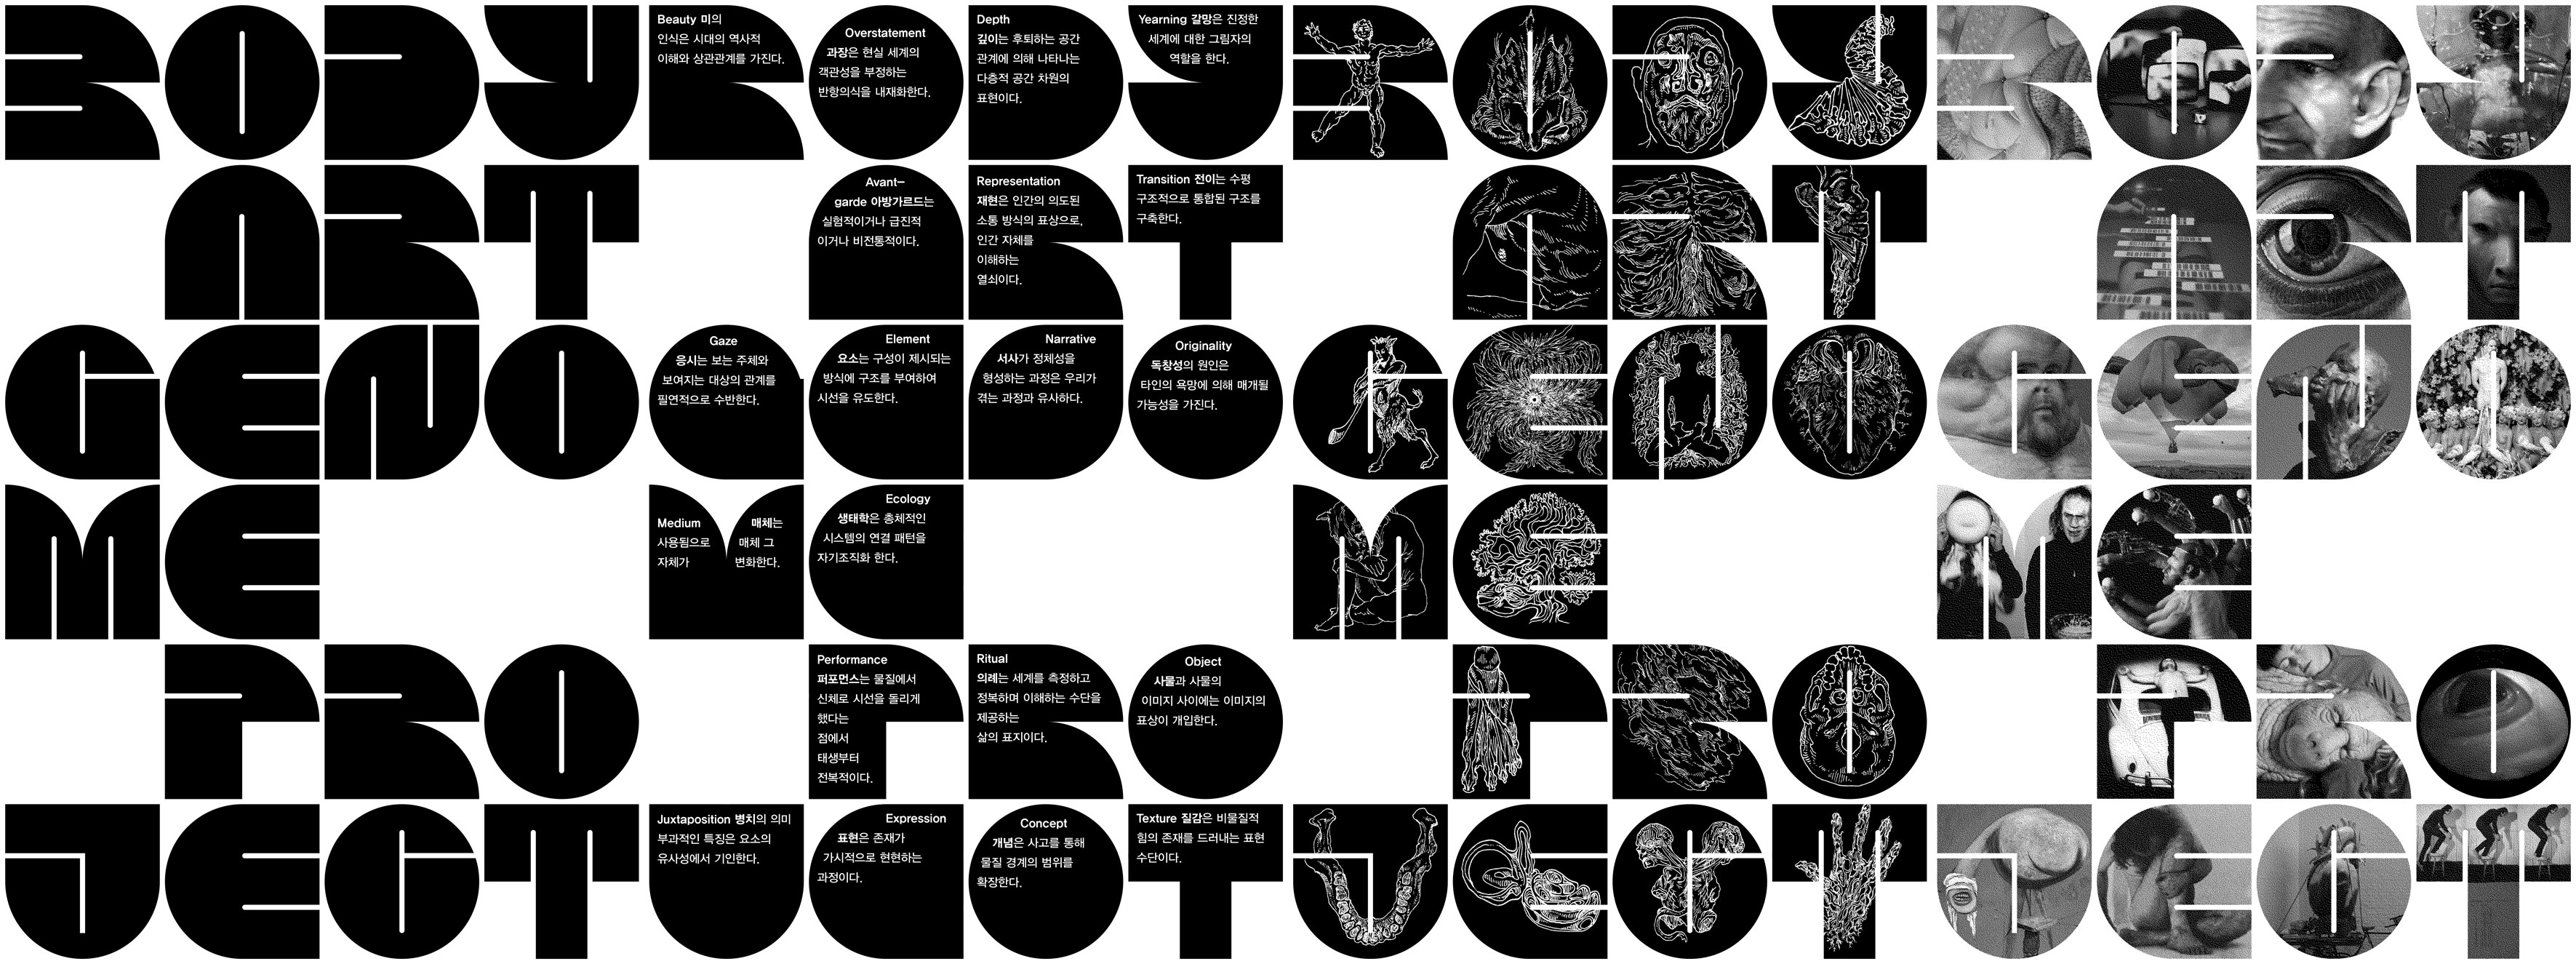 BODY
ART
GENO
ME
PRO
JECT
Beauty 미의
인식은 시대의 역사적
이해와 상관관계를 가진다.
Overstatement
과장은 현실 세계의
객관성을 부정하는
반항의식을 내재화한다.
Depth
깊이는 후퇴하는 공간
관계에 의해 나타나는
다층적 공간 차원의
표현이다.
Yearning 갈망은 진정한
세계에 대한 그림자의
역할을 한다.
Avant–
garde 아방가르드는
실험적이거나 급진적
이거나 비전통적이다.
Representation
재현은 인간의 의도된
소통 방식의 표상으로,
인간 자체를
이해하는
열쇠이다.
Transition 전이는 수평
구조적으로 통합된 구조를
구축한다.
Gaze
응시는 보는 주체와
보여지는 대상의 관계를
필연적으로 수반한다.
Element
요소는 구성이 제시되는
방식에 구조를 부여하여
시선을 유도한다.
Narrative
서사가 정체성을
형성하는 과정은 우리가
겪는 과정과 유사하다.
Originality
독창성의 원인은
타인의 욕망에 의해 매개될
가능성을 가진다.
Medium 매체는
사용됨으로 매체 그
자체가 변화한다.
Ecology
생태학은 총체적인
시스템의 연결 패턴을
자기조직화 한다.
Performance
퍼포먼스는 물질에서
신체로 시선을 돌리게
했다는
점에서
태생부터
전복적이다.
Ritual
의례는 세계를 측정하고
정복하며 이해하는 수단을
제공하는
삶의 표지이다.
Object
사물과 사물의
이미지 사이에는 이미지의
표상이 개입한다.
Juxtaposition 병치의 의미
부과적인 특징은 요소의
유사성에서 기인한다.
Expression
표현은 존재가
가시적으로 현현하는
과정이다.
Concept
개념은 사고를 통해
물질 경계의 범위를
확장한다.
Texture 질감은 비물질적
힘의 존재를 드러내는 표현
수단이다.
BODY
ART
GENO
ME
PRO
JECT
BODY
ART
GENO
ME
PRO
JECT